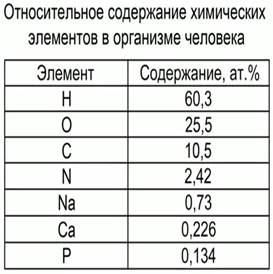 Относительное содержание химических
элементов в организме человека
Элемент Содержание, ат.%
H 60,3
O 25,5
C 10,5
N 2,42
Na 0,73
Ca 0,226
P 0,134